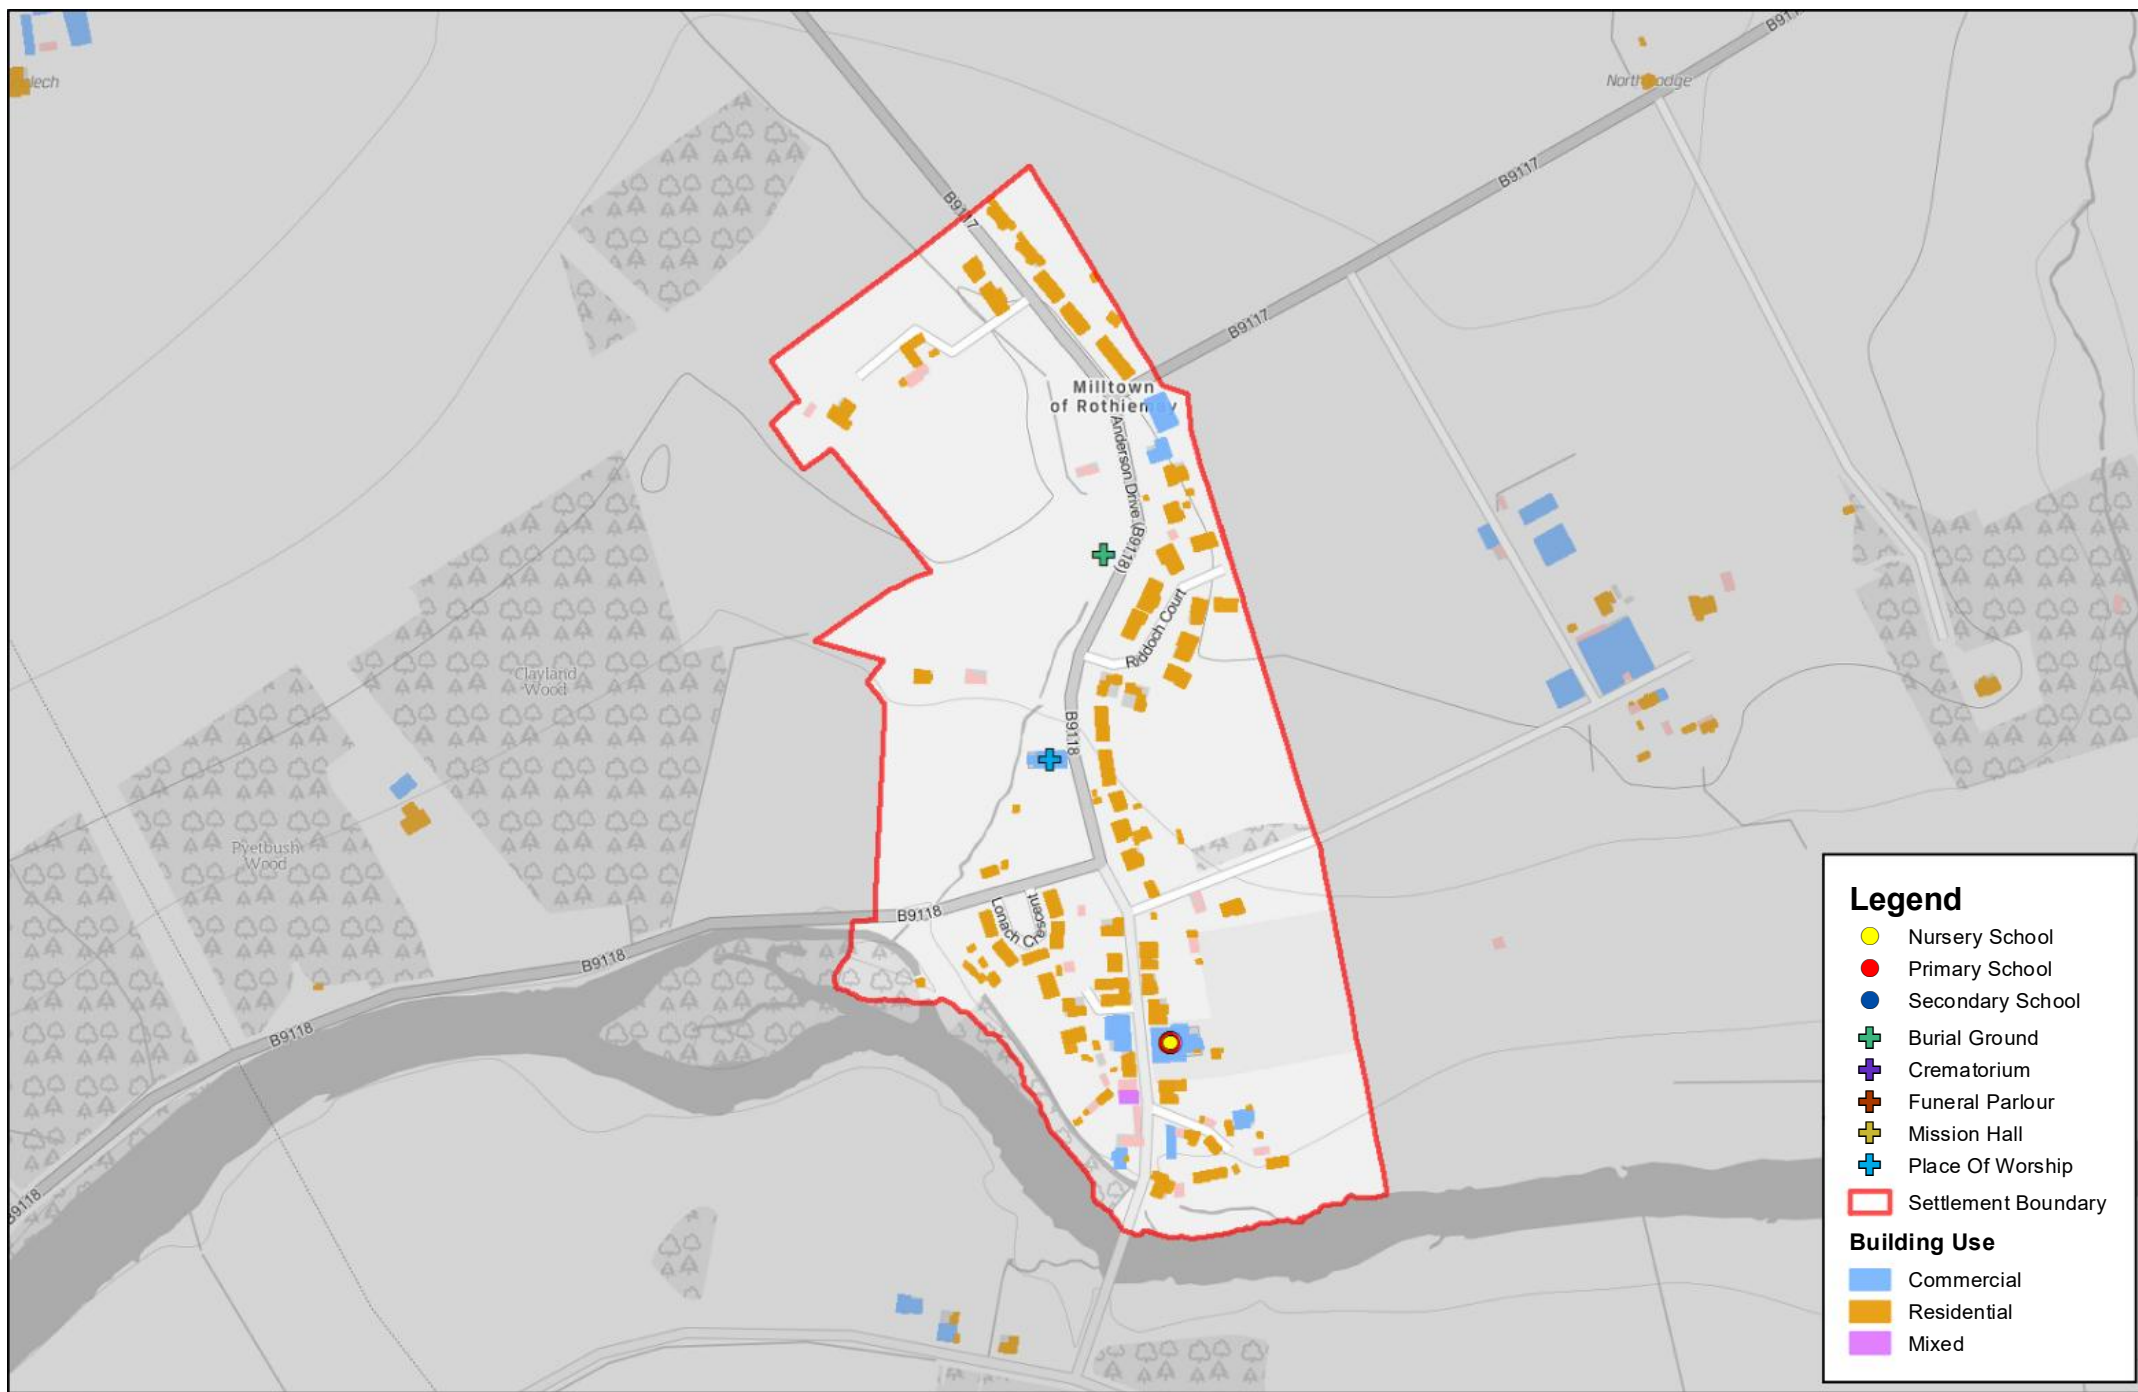 B9117
North Lodge
B9117
B9117
B9117
Milltown
of Rothiemay
Anderson Drive (B9118)
Riddoch Court
Clayland
Wood
B9118
Pyetbush
Wood
Lonach Crescent
B9118
B9118
B9118
B9118
Legend
Nursery School
Primary School
Secondary School
Burial Ground
Crematorium
Funeral Parlour
Mission Hall
Place Of Worship
Settlement Boundary
Building Use
Commercial
Residential
Mixed